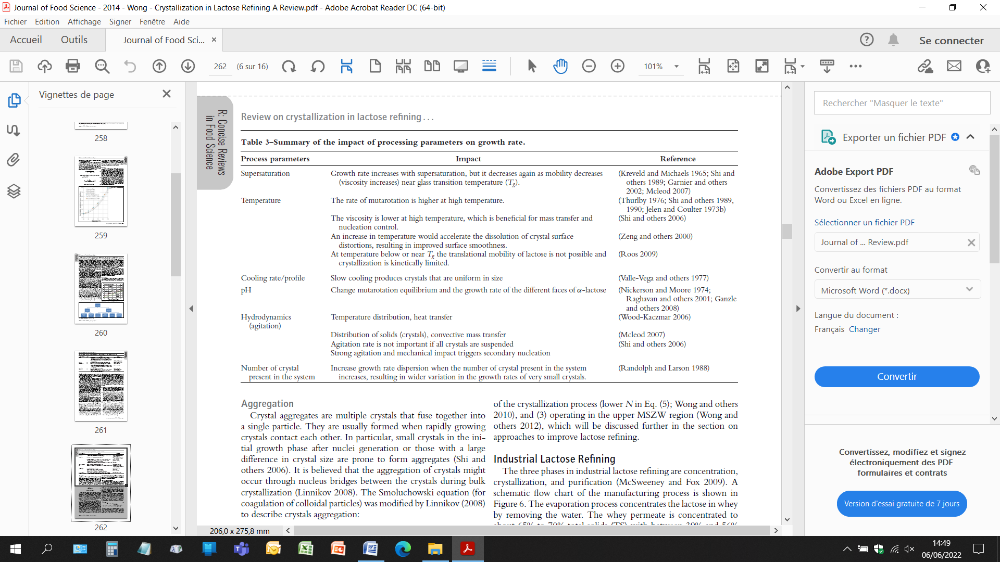 Journal of Food Science - 2014 - Wong - Crystallization in Lactose Refining A Review.pdf - Adobe Acrobat Reader DC (64-bit)
Fichier Edition Affichage Signer Fenêtre Aide
Accueil Outils Journal of Food Sci... × Se connecter
262 (6 sur 16) 101%
Vignettes de page
258
259
260
261
262
R: Concise Reviews
in Food Science
Review on crystallization in lactose refining . . .
Table 3–Summary of the impact of processing parameters on growth rate.
Process parameters Impact Reference
Supersaturation Growth rate increases with supersaturation, but it decreases again as mobility decreases (Kreveld and Michaels 1965; Shi and
(viscosity increases) near glass transition temperature (Tg). others 1989; Garnier and others
2002; Mcleod 2007)
Temperature The rate of mutarotation is higher at high temperature. (Thurlby 1976; Shi and others 1989,
1990; Jelen and Coulter 1973b)
The viscosity is lower at high temperature, which is beneficial for mass transfer and (Shi and others 2006)
nucleation control.
An increase in temperature would accelerate the dissolution of crystal surface (Zeng and others 2000)
distortions, resulting in improved surface smoothness.
At temperature below or near Tg the translational mobility of lactose is not possible and (Roos 2009)
crystallization is kinetically limited.
Cooling rate/profile Slow cooling produces crystals that are uniform in size (Valle-Vega and others 1977)
pH Change mutarotation equilibrium and the growth rate of the different faces of α-lactose (Nickerson and Moore 1974;
Raghavan and others 2001; Ganzle
and others 2008)
Hydrodynamics Temperature distribution, heat transfer (Wood-Kaczmar 2006)
(agitation)
Distribution of solids (crystals), convective mass transfer (Mcleod 2007)
Agitation rate is not important if all crystals are suspended (Shi and others 2006)
Strong agitation and mechanical impact triggers secondary nucleation
Number of crystal Increase growth rate dispersion when the number of crystal present in the system (Randolph and Larson 1988)
present in the system increases, resulting in wider variation in the growth rates of very small crystals.
Aggregation
Crystal aggregates are multiple crystals that fuse together into
a single particle. They are usually formed when rapidly growing
crystals contact each other. In particular, small crystals in the ini-
tial growth phase after nuclei generation or those with a large
difference in crystal size are prone to form aggregates (Shi and
others 2006). It is believed that the aggregation of crystals might
occur through nucleus bridges between the crystals during bulk
crystallization (Linnikov 2008). The Smoluchowski equation (for
coagulation of colloidal particles) was modified by Linnikov (2008)
to describe crystals aggregation:
of the crystallization process (lower N in Eq. (5); Wong and others
2010), and (3) operating in the upper MSZW region (Wong and
others 2012), which will be discussed further in the section on
approaches to improve lactose refining.
Industrial Lactose Refining
The three phases in industrial lactose refining are concentration,
crystallization, and purification (McSweeney and Fox 2009). A
schematic flow chart of the manufacturing process is shown in
Figure 6. The evaporation process concentrates the lactose in whey
by removing the water. The whey permeate is concentrated to
about 65% to 70% total solids (TS) with between 39% and 56%
206,0 x 275,8 mm
Rechercher "Masquer le texte"
Exporter un fichier PDF
Adobe Export PDF
Convertissez des fichiers PDF au format
Word ou Excel en ligne.
Sélectionner un fichier PDF
Journal of ... Review.pdf
Convertir au format
Microsoft Word (*.docx)
Langue du document :
Français Changer
Convertir
Convertissez, modifiez et signez
électroniquement des PDF
formulaires et contrats
Version d'essai gratuite de 7 jours
14:49
06/06/2022